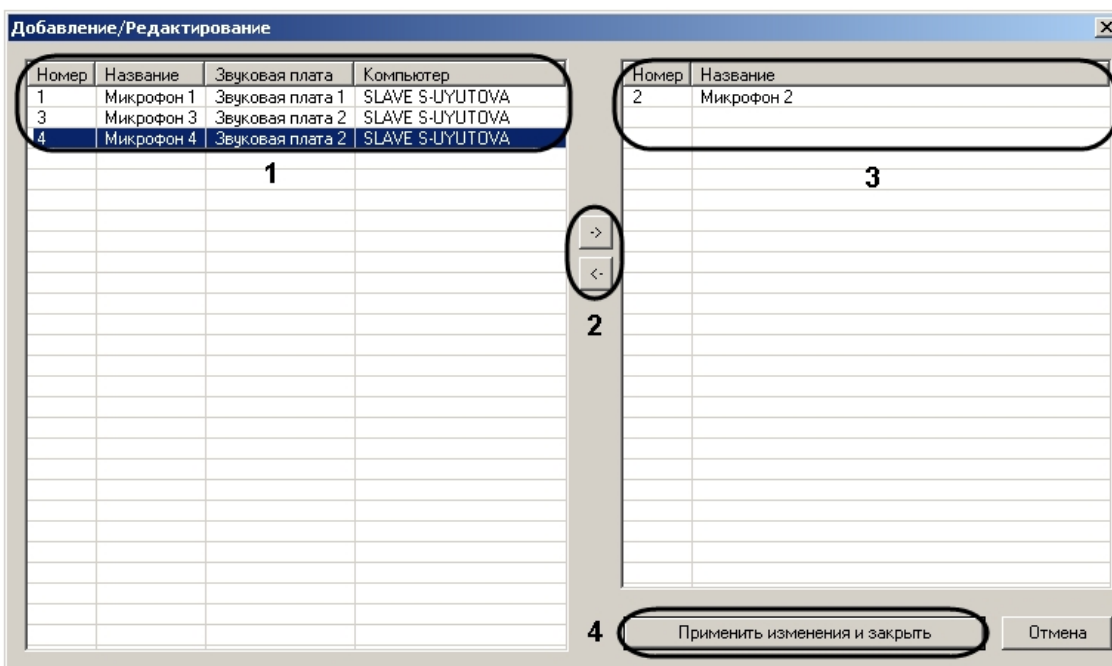 Добавление/Редактирование
Номер Название Звуковая плата Компьютер
1 Микрофон 1 Звуковая плата 1 SLAVE S-UYUTOVA
3 Микрофон 3 Звуковая плата 2 SLAVE S-UYUTOVA
4 Микрофон 4 Звуковая плата 2 SLAVE S-UYUTOVA
1
Номер Название
2 Микрофон 2
3
->
<-
2
4
Применить изменения и закрыть
Отмена